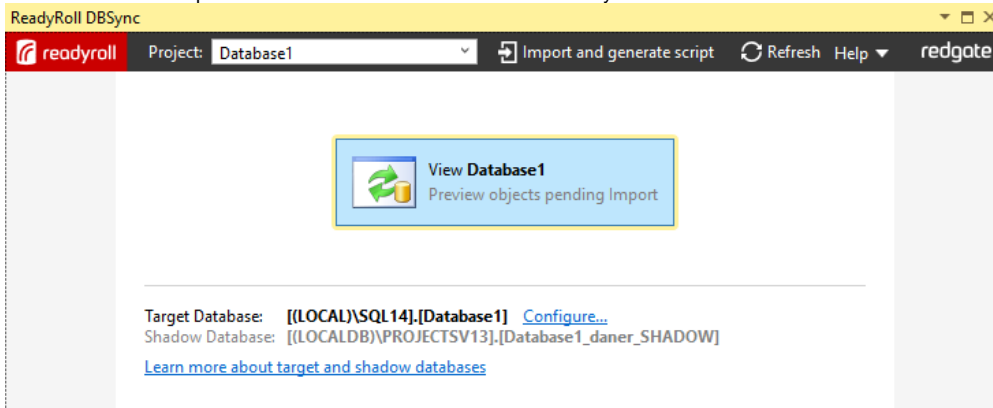 ReadyRoll DBSync
readyroll Project: Database1 Import and generate script Refresh Help redgate
View Database1
Preview objects pending Import
Target Database: [(LOCAL)\SQL14].[Database1] Configure...
Shadow Database: [(LOCALDB)\PROJECTSV13].[Database1_daner_SHADOW]
Learn more about target and shadow databases